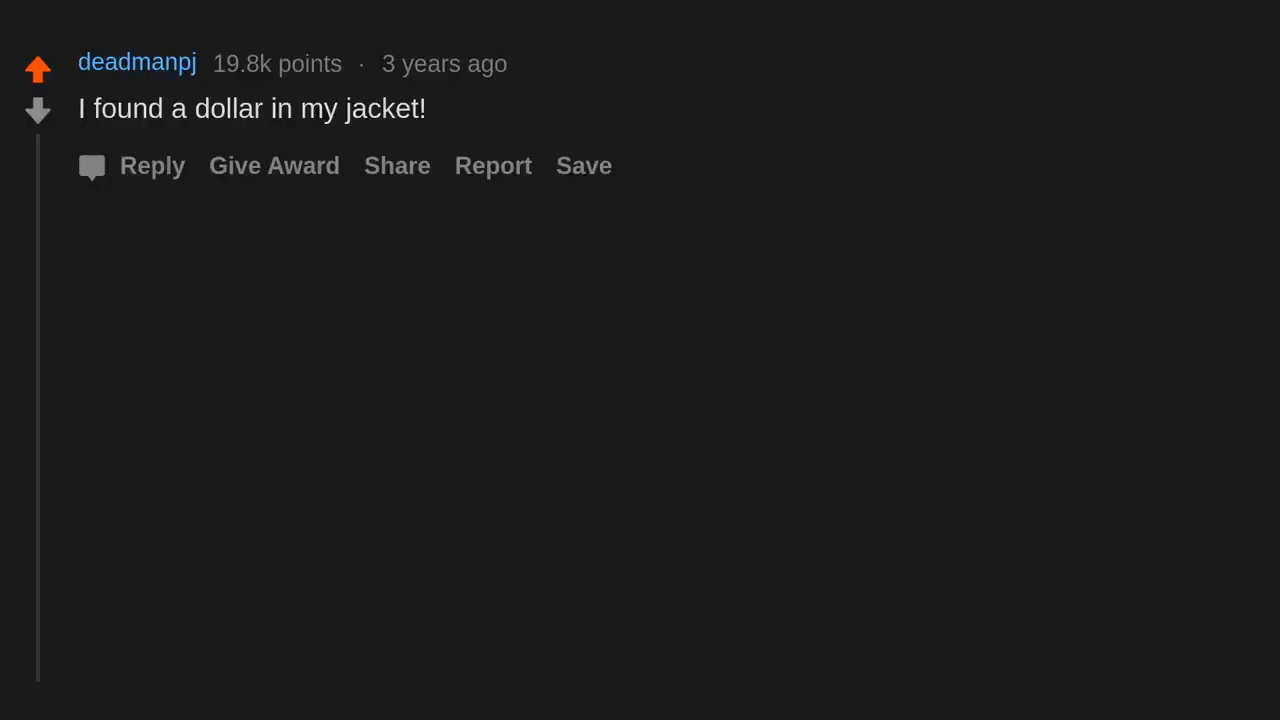 deadmanpj 19.8k points · 3 years ago
I found a dollar in my jacket!
Reply Give Award Share Report Save